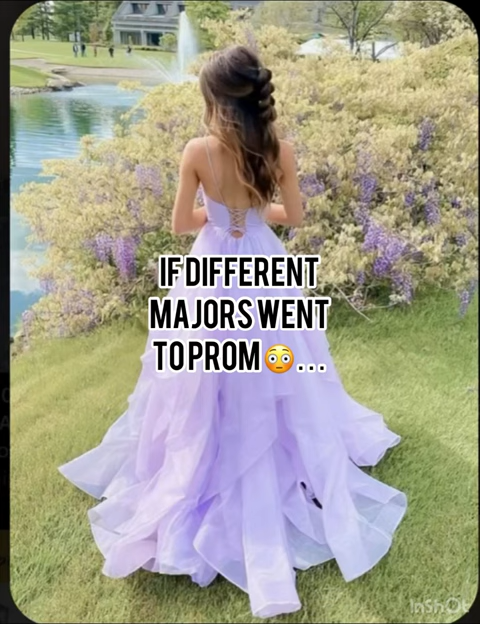 IF DIFFERENT
MAJORS WENT
TO PROM 😳...
InShOt